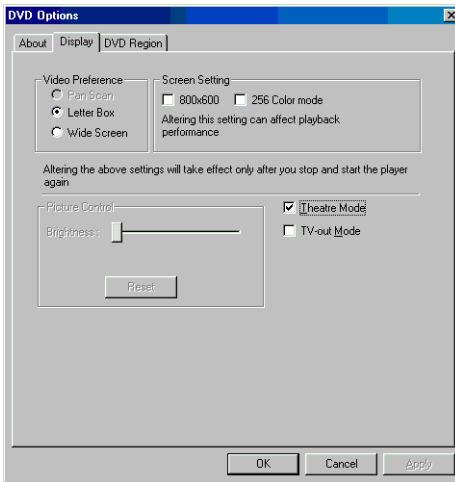 DVD Options
About Display DVD Region
Video Preference
Pan Scan
Letter Box
Wide Screen
Screen Setting
800x600 256 Color mode
Altering this setting can affect playback
performance
Altering the above settings will take effect only after you stop and start the player
again
Picture Control
Brightness :
Reset
Theatre Mode
TV-out Mode
OK Cancel Apply